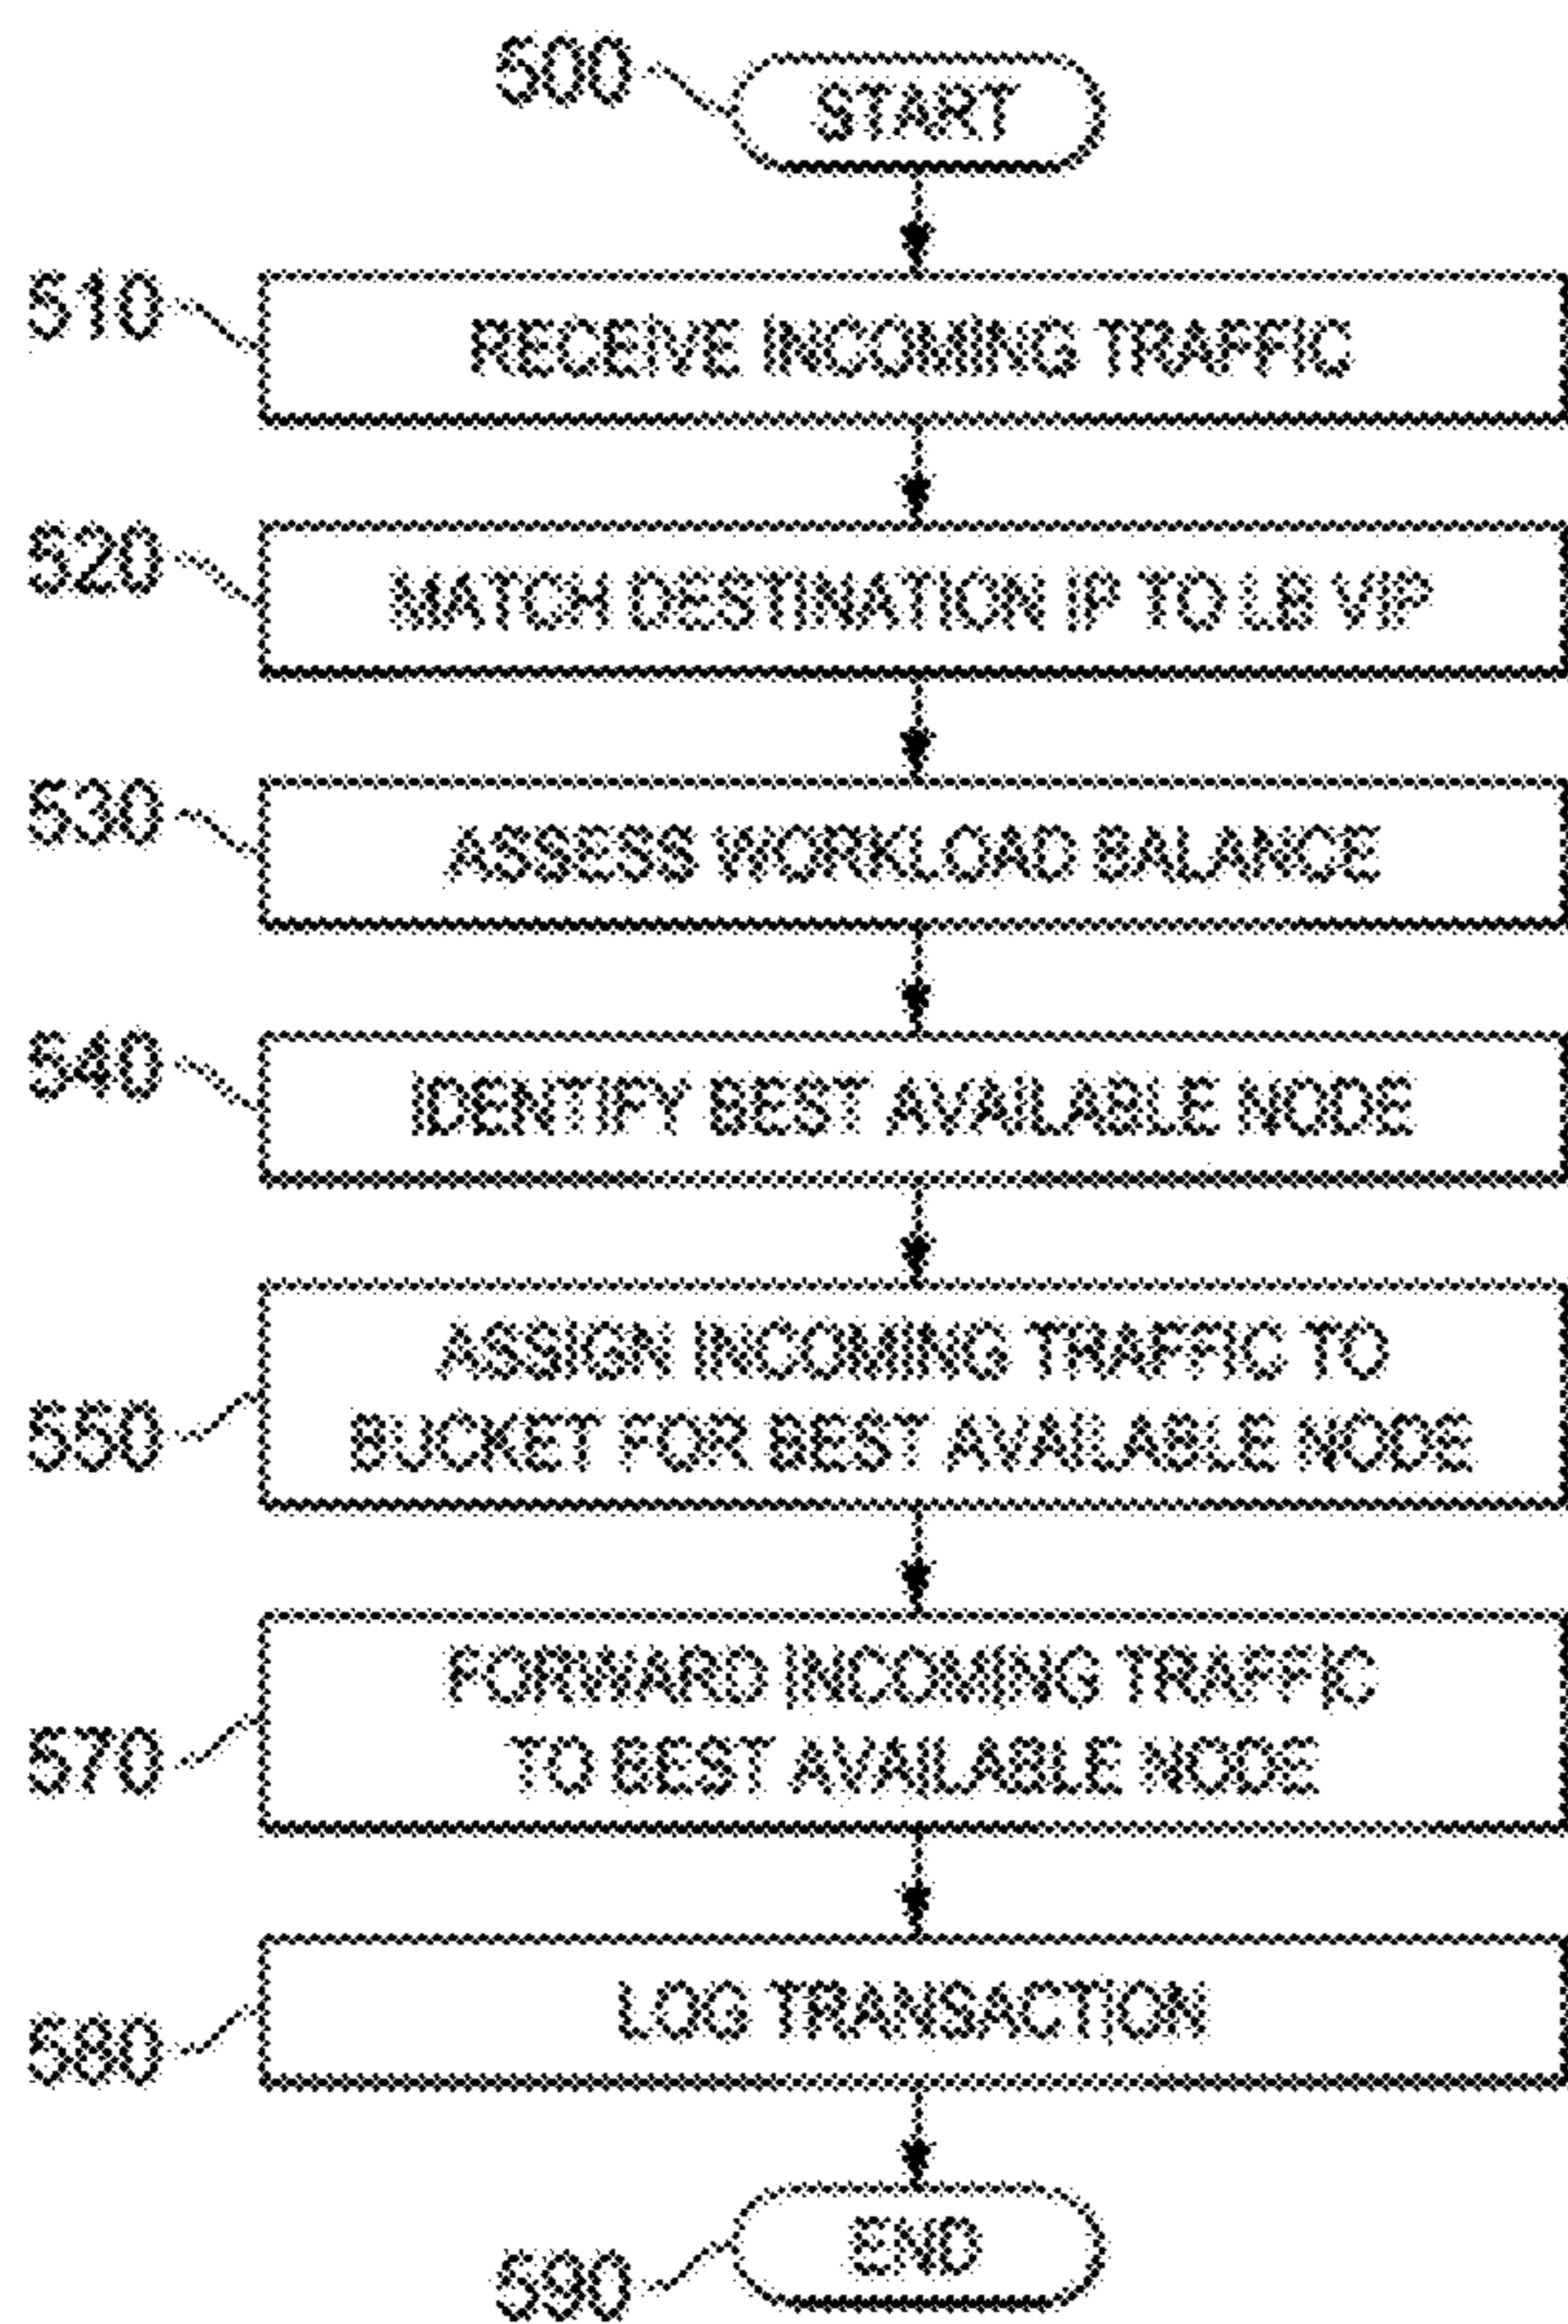 500
START
510
RECEIVE INCOMING TRAFFIC
520
MATCH DESTINATION IP TO LB VIP
530
ASSESS WORKLOAD BALANCE
540
IDENTIFY BEST AVAILABLE NODE
550
ASSIGN INCOMING TRAFFIC TO
BUCKET FOR BEST AVAILABLE NODE
570
FORWARD INCOMING TRAFFIC
TO BEST AVAILABLE NODE
580
LOG TRANSACTION
590
END